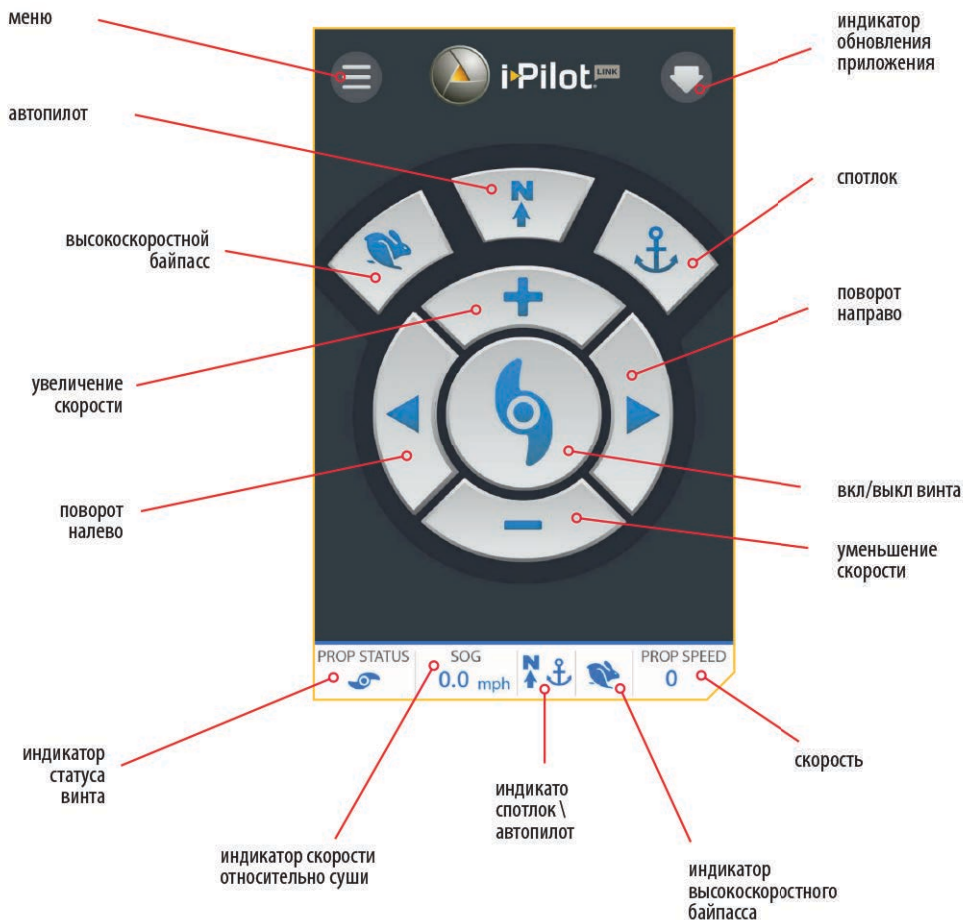 меню
индикатор
обновления
приложения
i-Pilot LINK
автопилот
N
спотлок
высокоскоростной
байпасс
поворот
направо
увеличение
скорости
поворот
налево
вкл/выкл винта
уменьшение
скорости
PROP STATUS
SOG
0.0 mph
N
PROP SPEED
0
индикатор
статуса
винта
скорость
индикато
спотлок \
автопилот
индикатор скорости
относительно суши
индикатор
высокоскоростного
байпасса